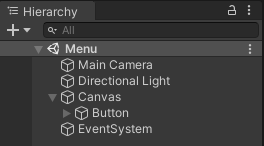 Hierarchy
All
Menu
Main Camera
Directional Light
Canvas
Button
EventSystem